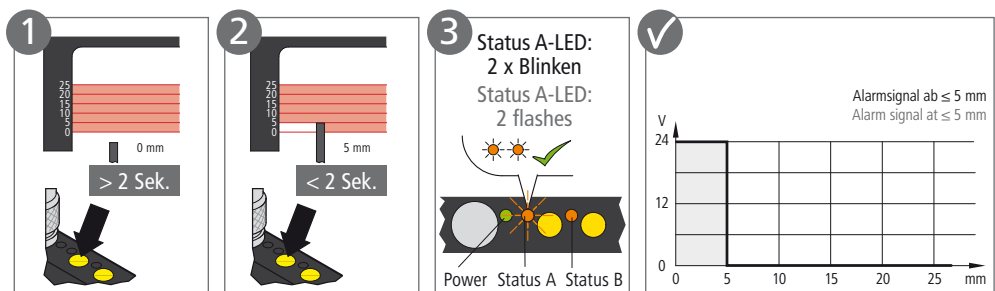 1
25
20
15
10
5
0
0 mm
> 2 Sek.
2
25
20
15
10
5
0
5 mm
< 2 Sek.
3
Status A-LED:
2 x Blinken
Status A-LED:
2 flashes
Power Status A Status B
Alarmsignal ab ≤ 5 mm
Alarm signal at ≤ 5 mm
V
24
12
0
0 5 10 15 20 25 mm